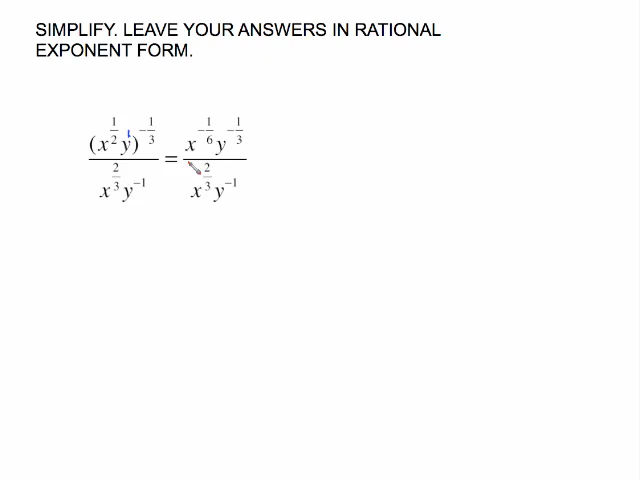 SIMPLIFY. LEAVE YOUR ANSWERS IN RATIONAL
EXPONENT FORM.
(x^{1/2}y^1)^{-1/3} / (x^{2/3}y^{-1}) = x^{-1/6}y^{-1/3} / (x^{2/3}y^{-1})